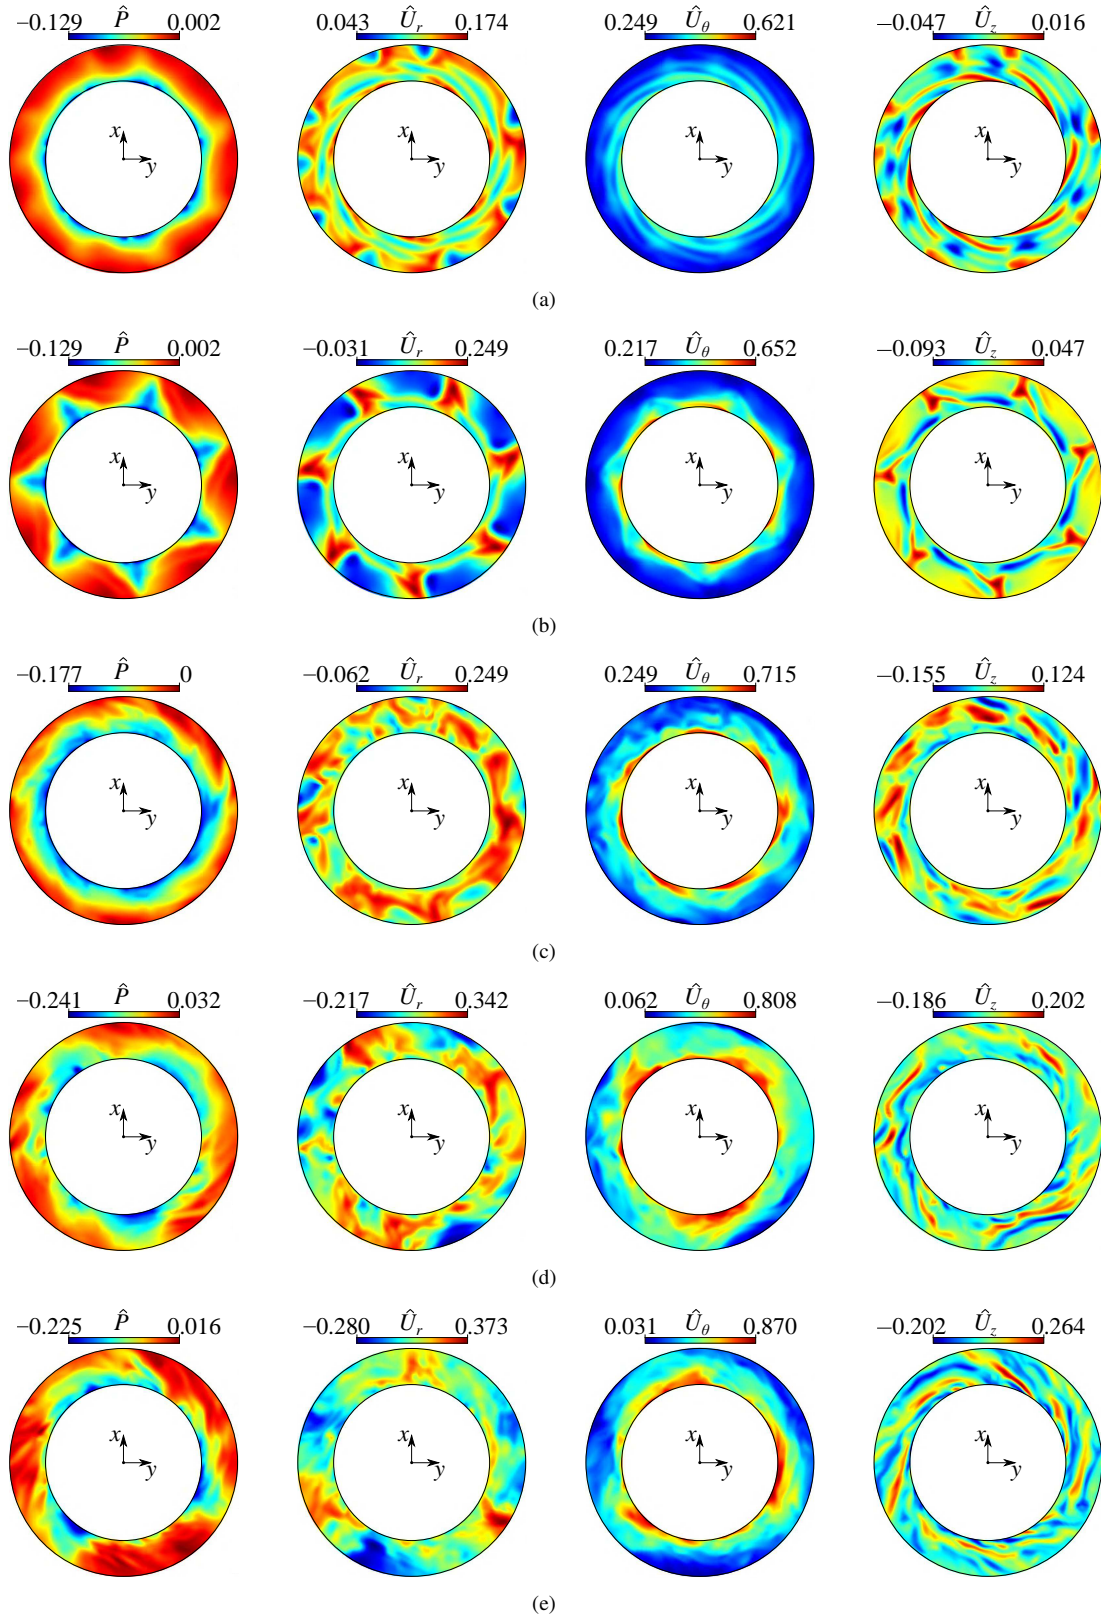 −0.129 P̂ 0.002 0.043 Û_r 0.174 0.249 Û_θ 0.621 −0.047 Û_z 0.016
x y x y x y x y
(a)
−0.129 P̂ 0.002 −0.031 Û_r 0.249 0.217 Û_θ 0.652 −0.093 Û_z 0.047
x y x y x y x y
(b)
−0.177 P̂ 0 −0.062 Û_r 0.249 0.249 Û_θ 0.715 −0.155 Û_z 0.124
x y x y x y x y
(c)
−0.241 P̂ 0.032 −0.217 Û_r 0.342 0.062 Û_θ 0.808 −0.186 Û_z 0.202
x y x y x y x y
(d)
−0.225 P̂ 0.016 −0.280 Û_r 0.373 0.031 Û_θ 0.870 −0.202 Û_z 0.264
x y x y x y x y
(e)